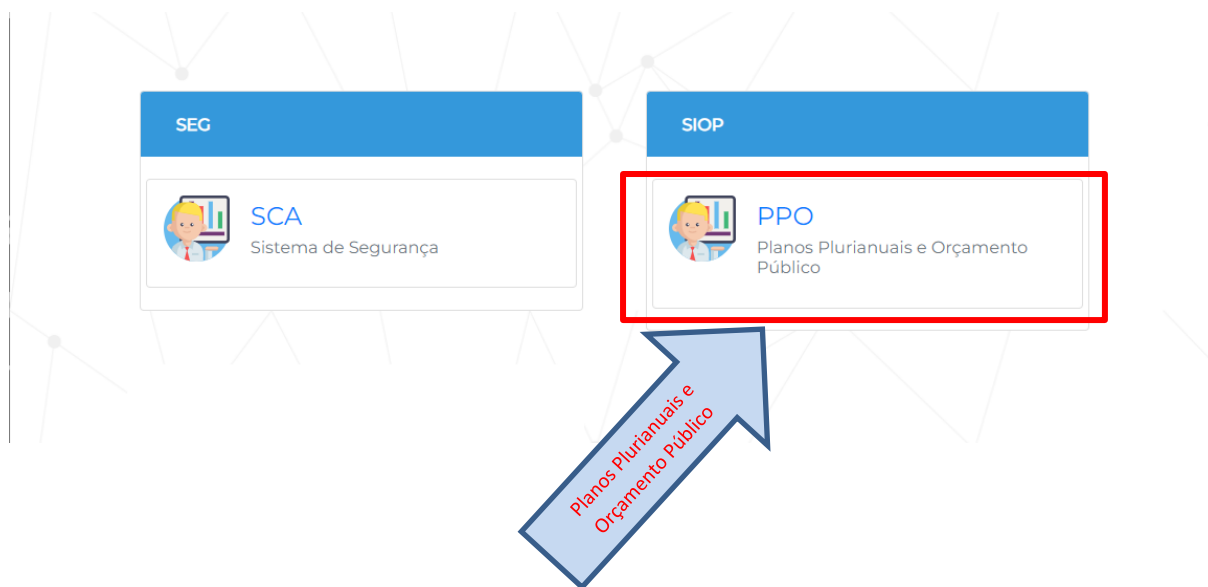 SEG
SCA
Sistema de Segurança
SIOP
PPO
Planos Plurianuais e Orçamento
Público
Planos Plurianuais e
Orçamento Público